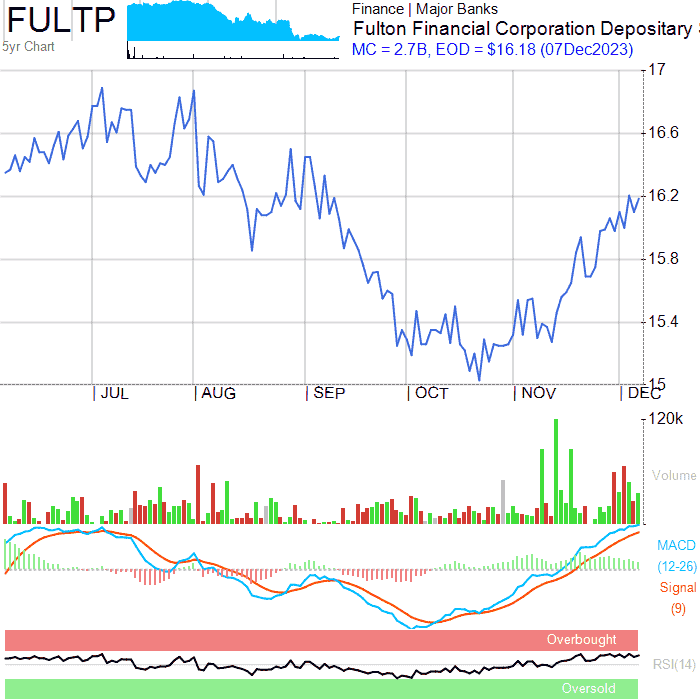 FULTP
5yr Chart
Finance | Major Banks
Fulton Financial Corporation Depositary
MC = 2.7B, EOD = $16.18 (07Dec2023)
17
16.6
16.2
15.8
15.4
15
JUL AUG SEP OCT NOV DEC
120k
Volume
MACD
(12-26)
Signal
(9)
Overbought
RSI(14)
Oversold